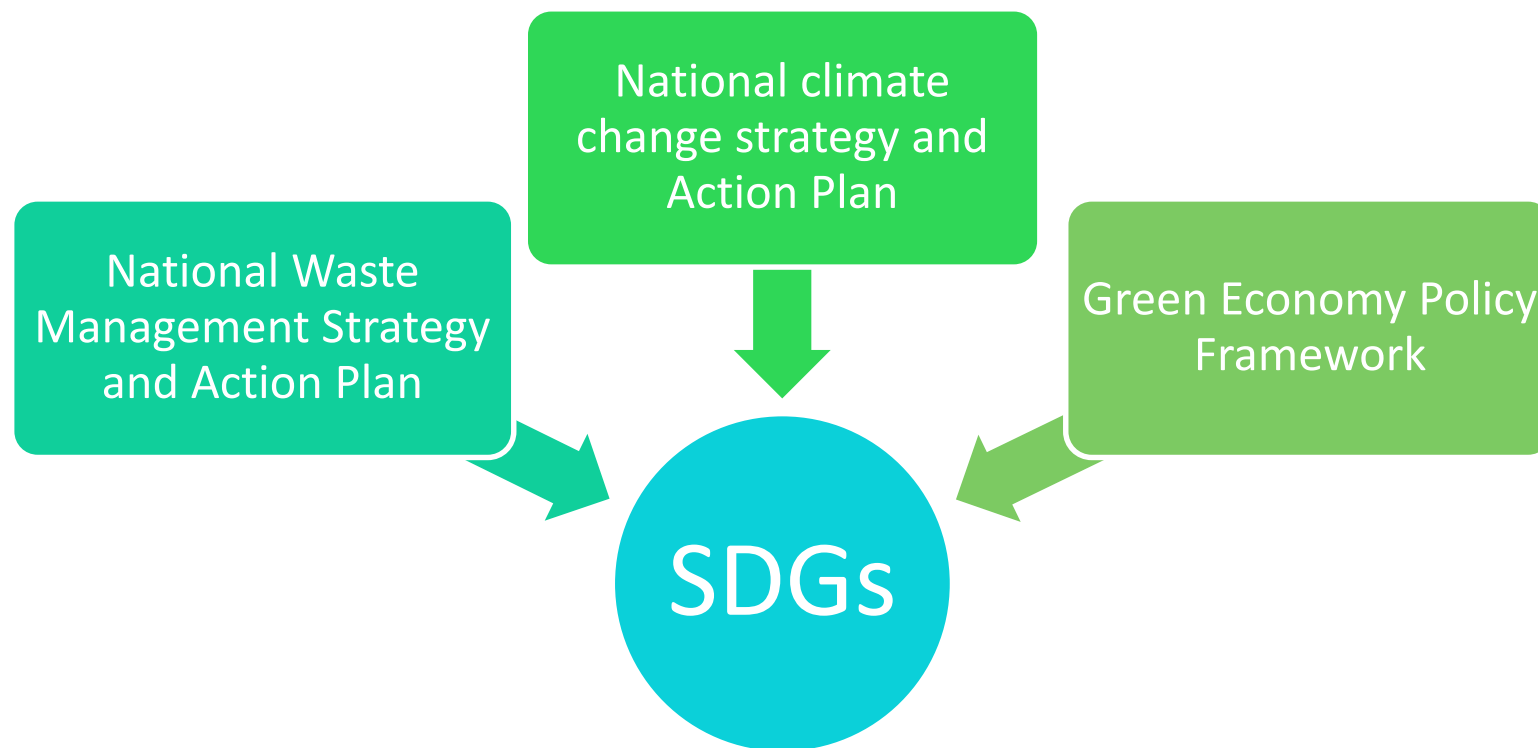 National climate
change strategy and
Action Plan
National Waste
Management Strategy
and Action Plan
Green Economy Policy
Framework
SDGs